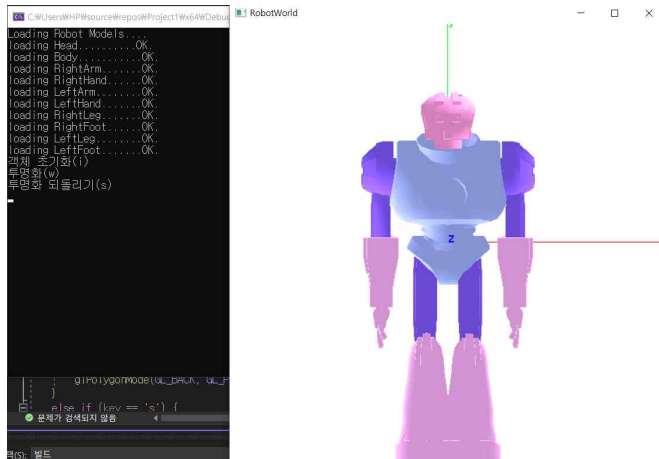 C:₩Users₩HP₩source₩repos₩Project1₩x64₩Debug
Loading Robot Models....
loading Head..........OK.
loading Body...........OK.
loading RightArm.......OK.
loading RightHand......OK.
loading LeftArm........OK.
loading LeftHand.......OK.
loading RightLeg.......OK.
loading RightFoot......OK.
loading LeftLeg........OK.
loading LeftFoot.......OK.
객체 초기화(i)
투명화(w)
투명화 되돌리기(s)
glPolygonMode(GL_BACK, GL_P
}
else if (key == 's') {
문제가 검색되지 않음
택(S): 빌드
RobotWorld
Z